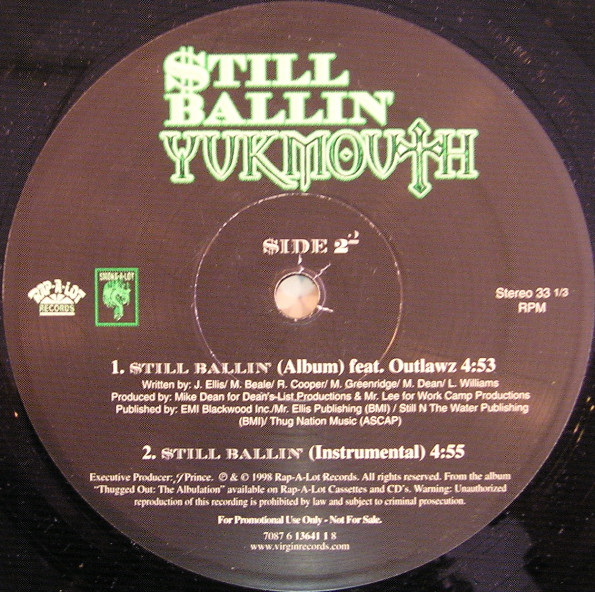 $TILL
BALLIN'
YUKMOUTH
$IDE 2
RAP-A-LOT
RECORDS
SMOKE-A-LOT
Stereo 33 1/3
RPM
1. $TILL BALLIN' (Album) feat. Outlawz 4:53
Written by: J. Ellis/ M. Beale/ R. Cooper/ M. Greenridge/ M. Dean/ L. Williams
Produced by: Mike Dean for Dean's-List Productions & Mr. Lee for Work Camp Productions
Published by: EMI Blackwood Inc./Mr. Ellis Publishing (BMI) / Still N The Water Publishing
(BMI)/ Thug Nation Music (ASCAP)
2. $TILL BALLIN' (Instrumental) 4:55
Executive Producer: J Prince. ℗ & © 1998 Rap-A-Lot Records. All rights reserved. From the album
"Thugged Out: The Albulation" available on Rap-A-Lot Cassettes and CD's. Warning: Unauthorized
reproduction of this recording is prohibited by law and subject to criminal prosecution.
For Promotional Use Only - Not For Sale.
7087 6 13641 1 8
www.virginrecords.com